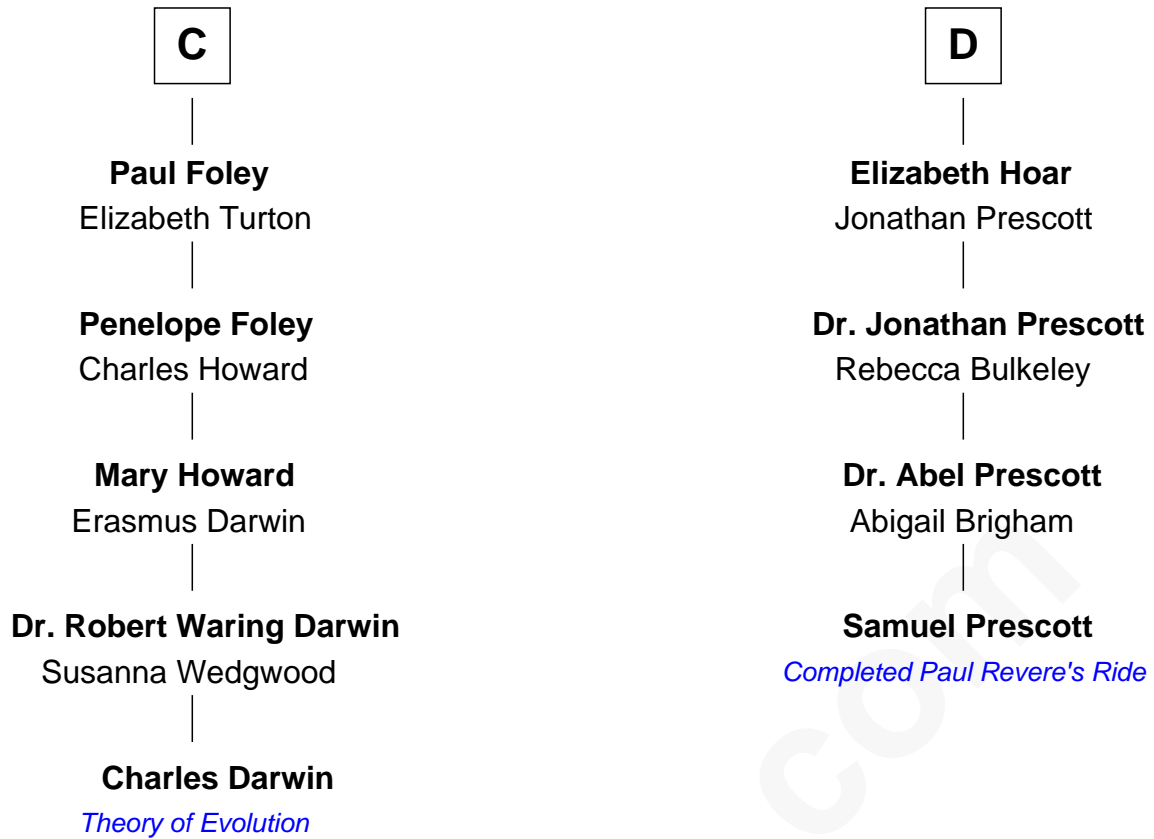 C
Paul Foley
Elizabeth Turton
Penelope Foley
Charles Howard
Mary Howard
Erasmus Darwin
Dr. Robert Waring Darwin
Susanna Wedgwood
Charles Darwin
Theory of Evolution
D
Elizabeth Hoar
Jonathan Prescott
Dr. Jonathan Prescott
Rebecca Bulkeley
Dr. Abel Prescott
Abigail Brigham
Samuel Prescott
Completed Paul Revere's Ride
com